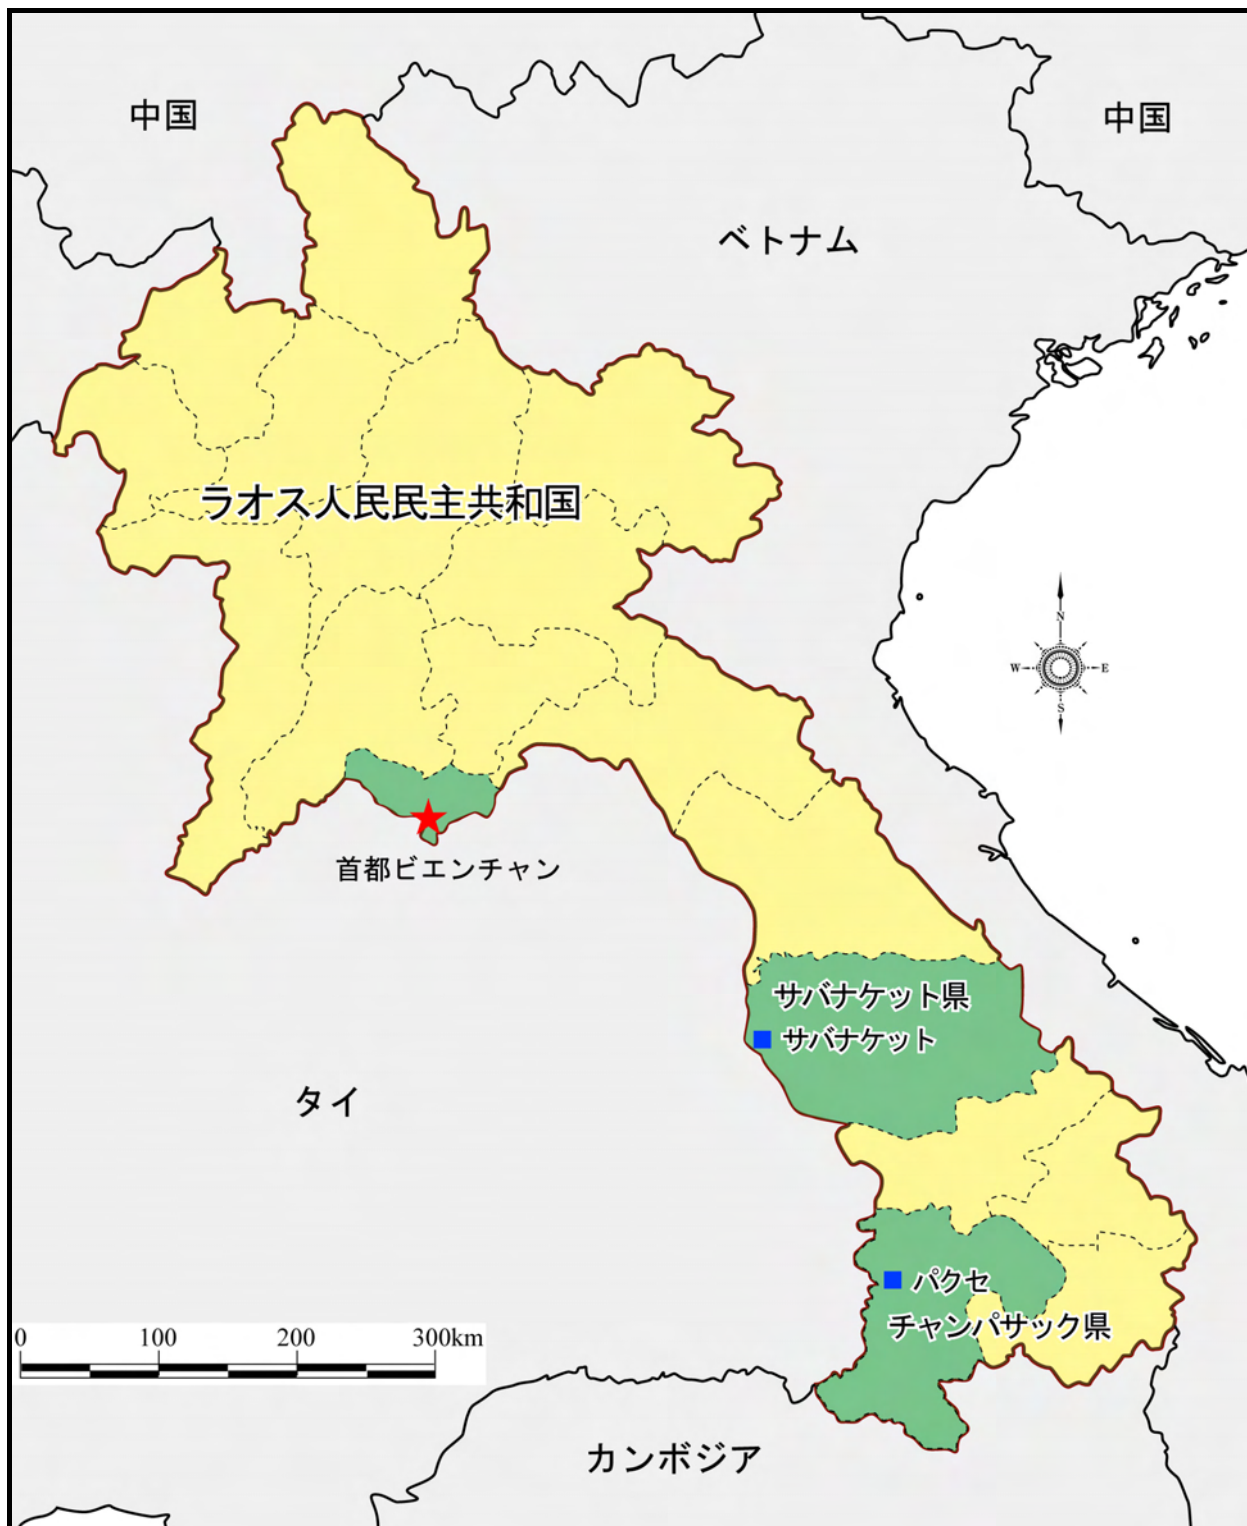 中国
中国
ベトナム
ラオス人民民主共和国
N
W
E
S
首都ビエンチャン
サバナケット県
サバナケット
タイ
パクセ
チャンパサック県
0 100 200 300km
カンボジア